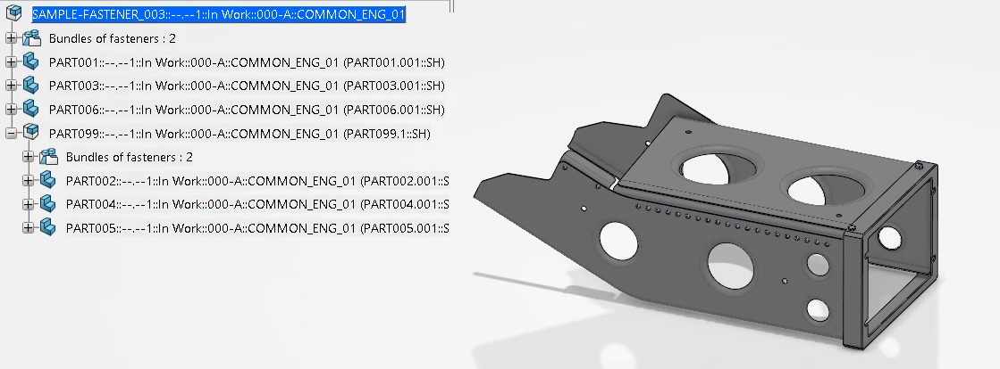 SAMPLE-FASTENER_003::--.--1::In Work::000-A::COMMON_ENG_01
Bundles of fasteners : 2
PART001::--.--1::In Work::000-A::COMMON_ENG_01 (PART001.001::SH)
PART003::--.--1::In Work::000-A::COMMON_ENG_01 (PART003.001::SH)
PART006::--.--1::In Work::000-A::COMMON_ENG_01 (PART006.001::SH)
PART099::--.--1::In Work::000-A::COMMON_ENG_01 (PART099.1::SH)
Bundles of fasteners : 2
PART002::--.--1::In Work::000-A::COMMON_ENG_01 (PART002.001::S
PART004::--.--1::In Work::000-A::COMMON_ENG_01 (PART004.001::S
PART005::--.--1::In Work::000-A::COMMON_ENG_01 (PART005.001::S